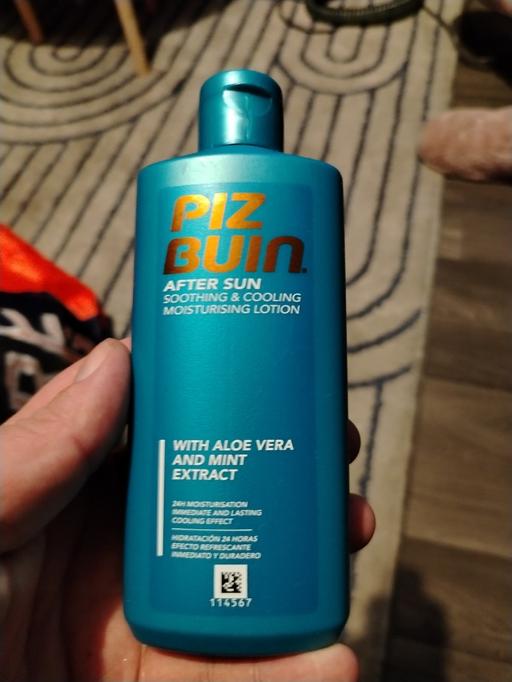 PIZ
BUIN.
AFTER SUN
SOOTHING & COOLING
MOISTURISING LOTION
WITH ALOE VERA
AND MINT
EXTRACT
24H MOISTURISATION
IMMEDIATE AND LASTING
COOLING EFFECT
HIDRATACIÓN 24 HORAS
EFECTO REFRESCANTE
INMEDIATO Y DURADERO
114567